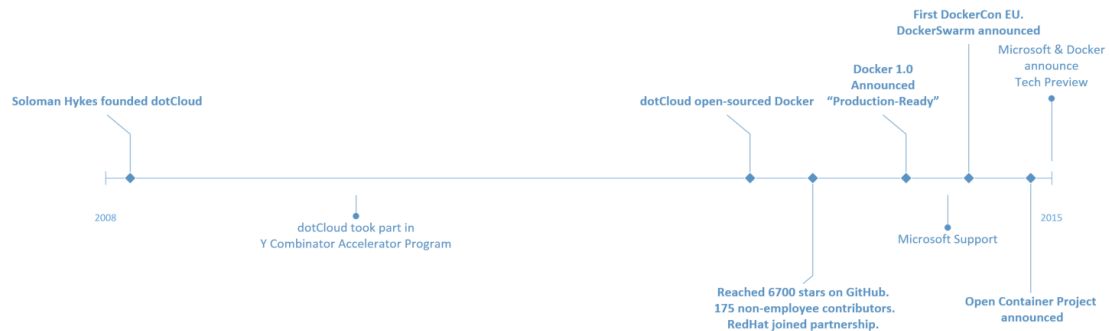 First DockerCon EU.
DockerSwarm announced
Microsoft & Docker
announce
Tech Preview
Docker 1.0
Announced
“Production-Ready”
Soloman Hykes founded dotCloud
dotCloud open-sourced Docker
2008
2015
dotCloud took part in
Y Combinator Accelerator Program
Microsoft Support
Reached 6700 stars on GitHub.
175 non-employee contributors.
RedHat joined partnership.
Open Container Project
announced